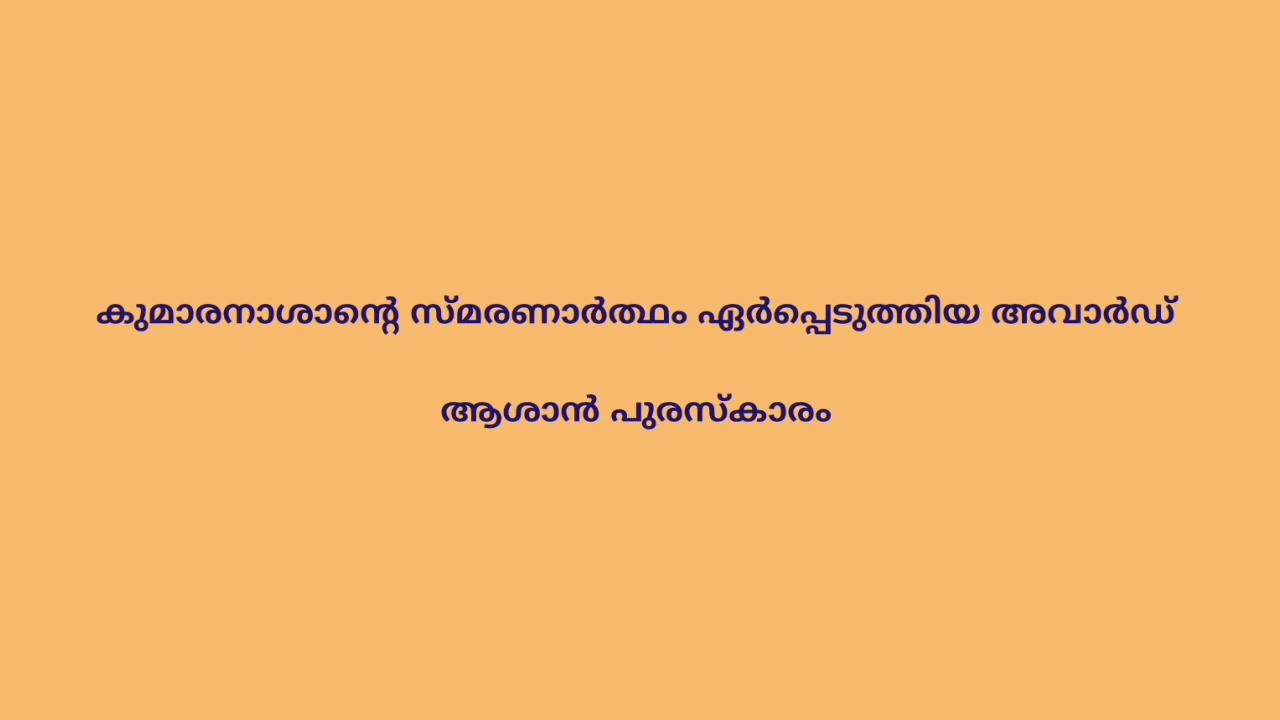 കുമാരനാശാന്റെ സ്മരണാർത്ഥം ഏർപ്പെടുത്തിയ അവാർഡ്
ആശാൻ പുരസ്കാരം